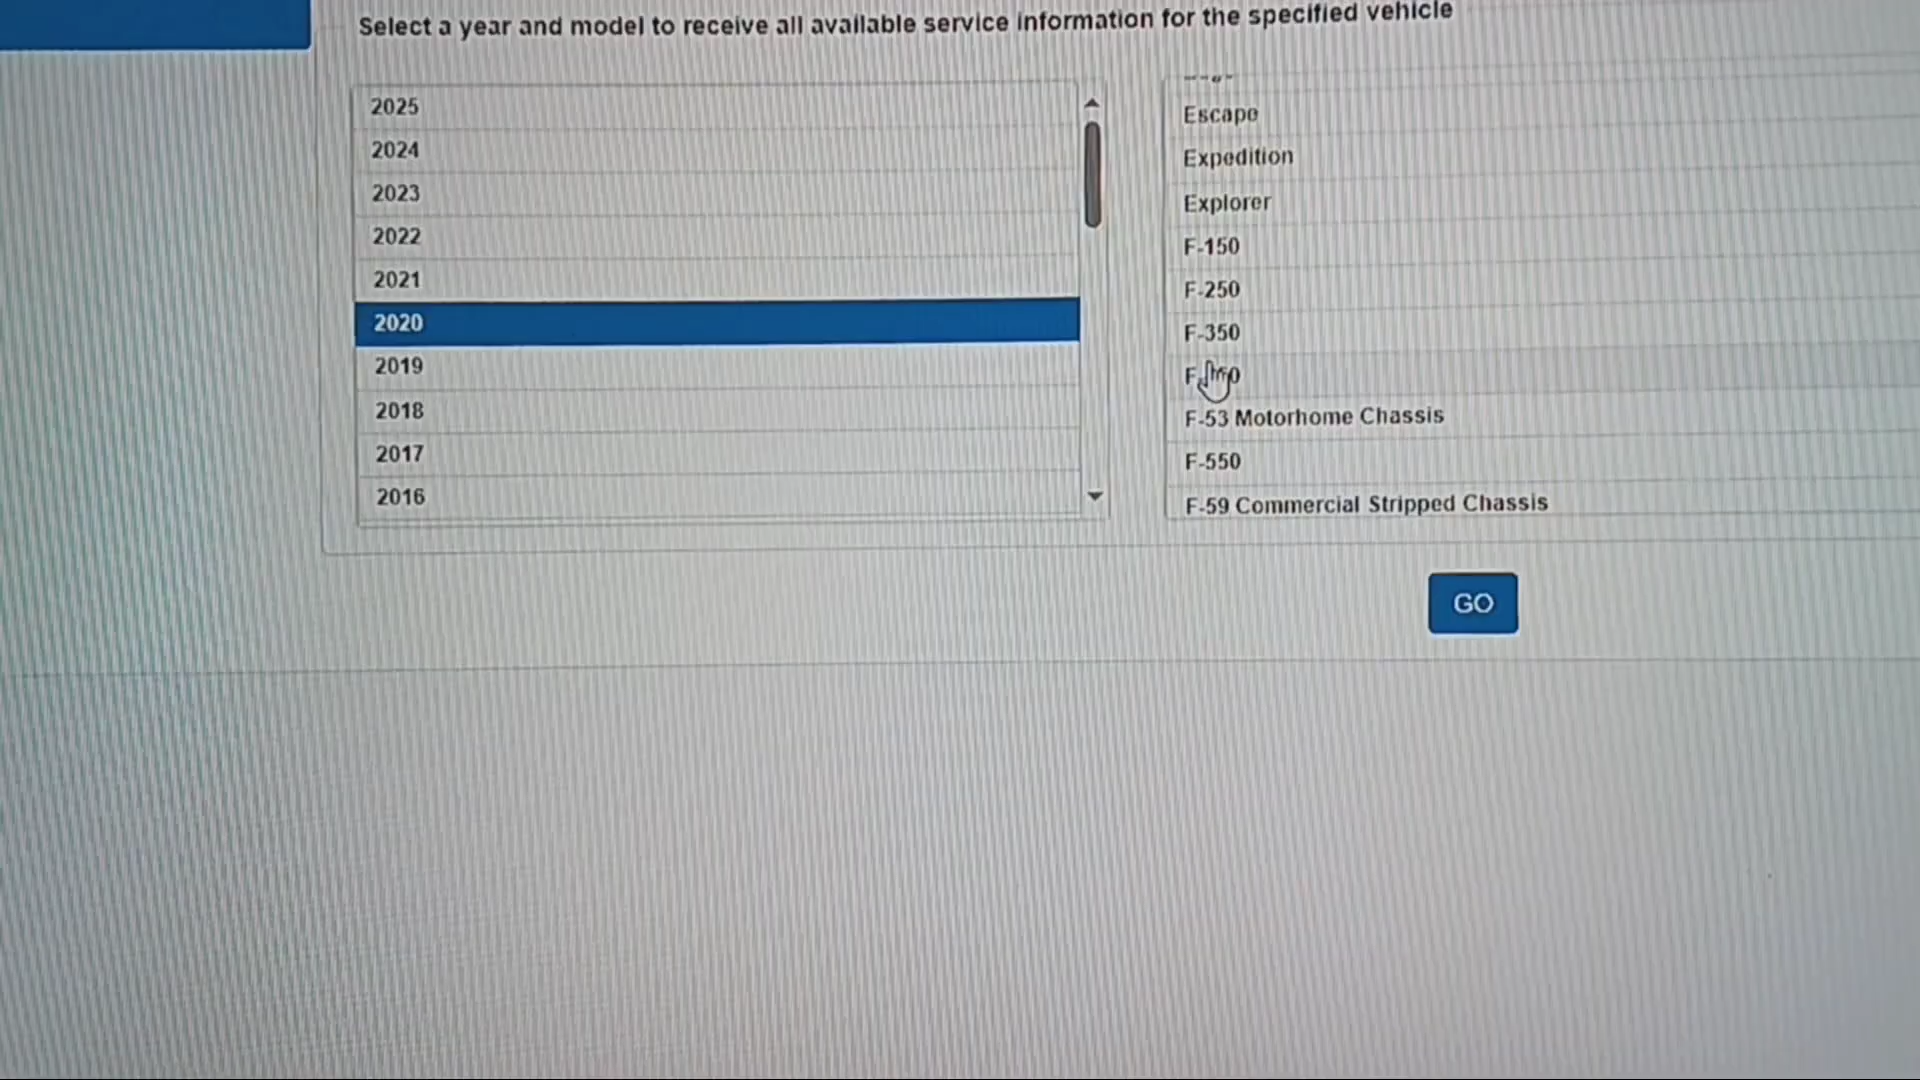 Select a year and model to receive all available service information for the specified vehicle
2025
2024
2023
2022
2021
2020
2019
2018
2017
2016
Escape
Expedition
Explorer
F-150
F-250
F-350
F-53 Motorhome Chassis
F-550
F-59 Commercial Stripped Chassis
GO